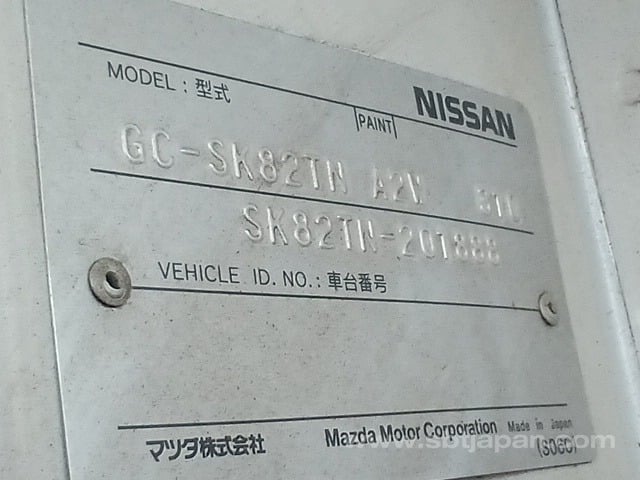 MODEL : 型式
PAINT
NISSAN
GC-SK82TN A2W
SK82TN-201888
VEHICLE ID. NO. : 車台番号
マツダ株式会社
Mazda Motor Corporation Made in Japan
www.sbtjapan.com